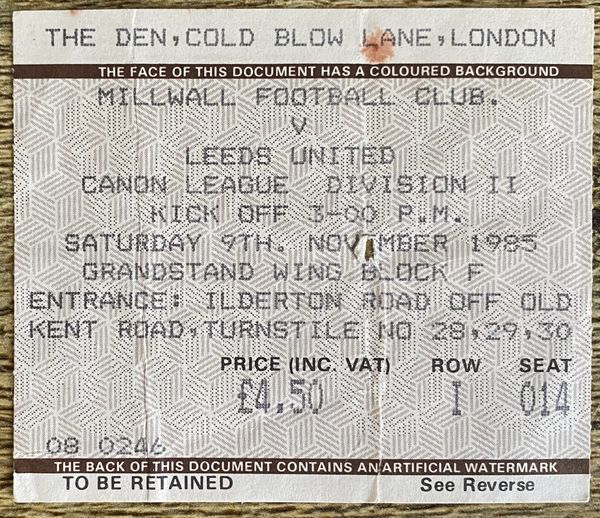 THE DEN, COLD BLOW LANE, LONDON
THE FACE OF THIS DOCUMENT HAS A COLOURED BACKGROUND
MILLWALL FOOTBALL CLUB.
V
LEEDS UNITED
CANON LEAGUE DIVISION II
KICK OFF 3-00 P.M.
SATURDAY 9TH. NOVEMBER 1985
GRANDSTAND WING BLOCK F
ENTRANCE: ILDERTON ROAD OFF OLD
KENT ROAD, TURNSTILE NO 28,29,30
PRICE (INC. VAT) ROW SEAT
£4.50 I 014
08 0246
THE BACK OF THIS DOCUMENT CONTAINS AN ARTIFICIAL WATERMARK
TO BE RETAINED See Reverse